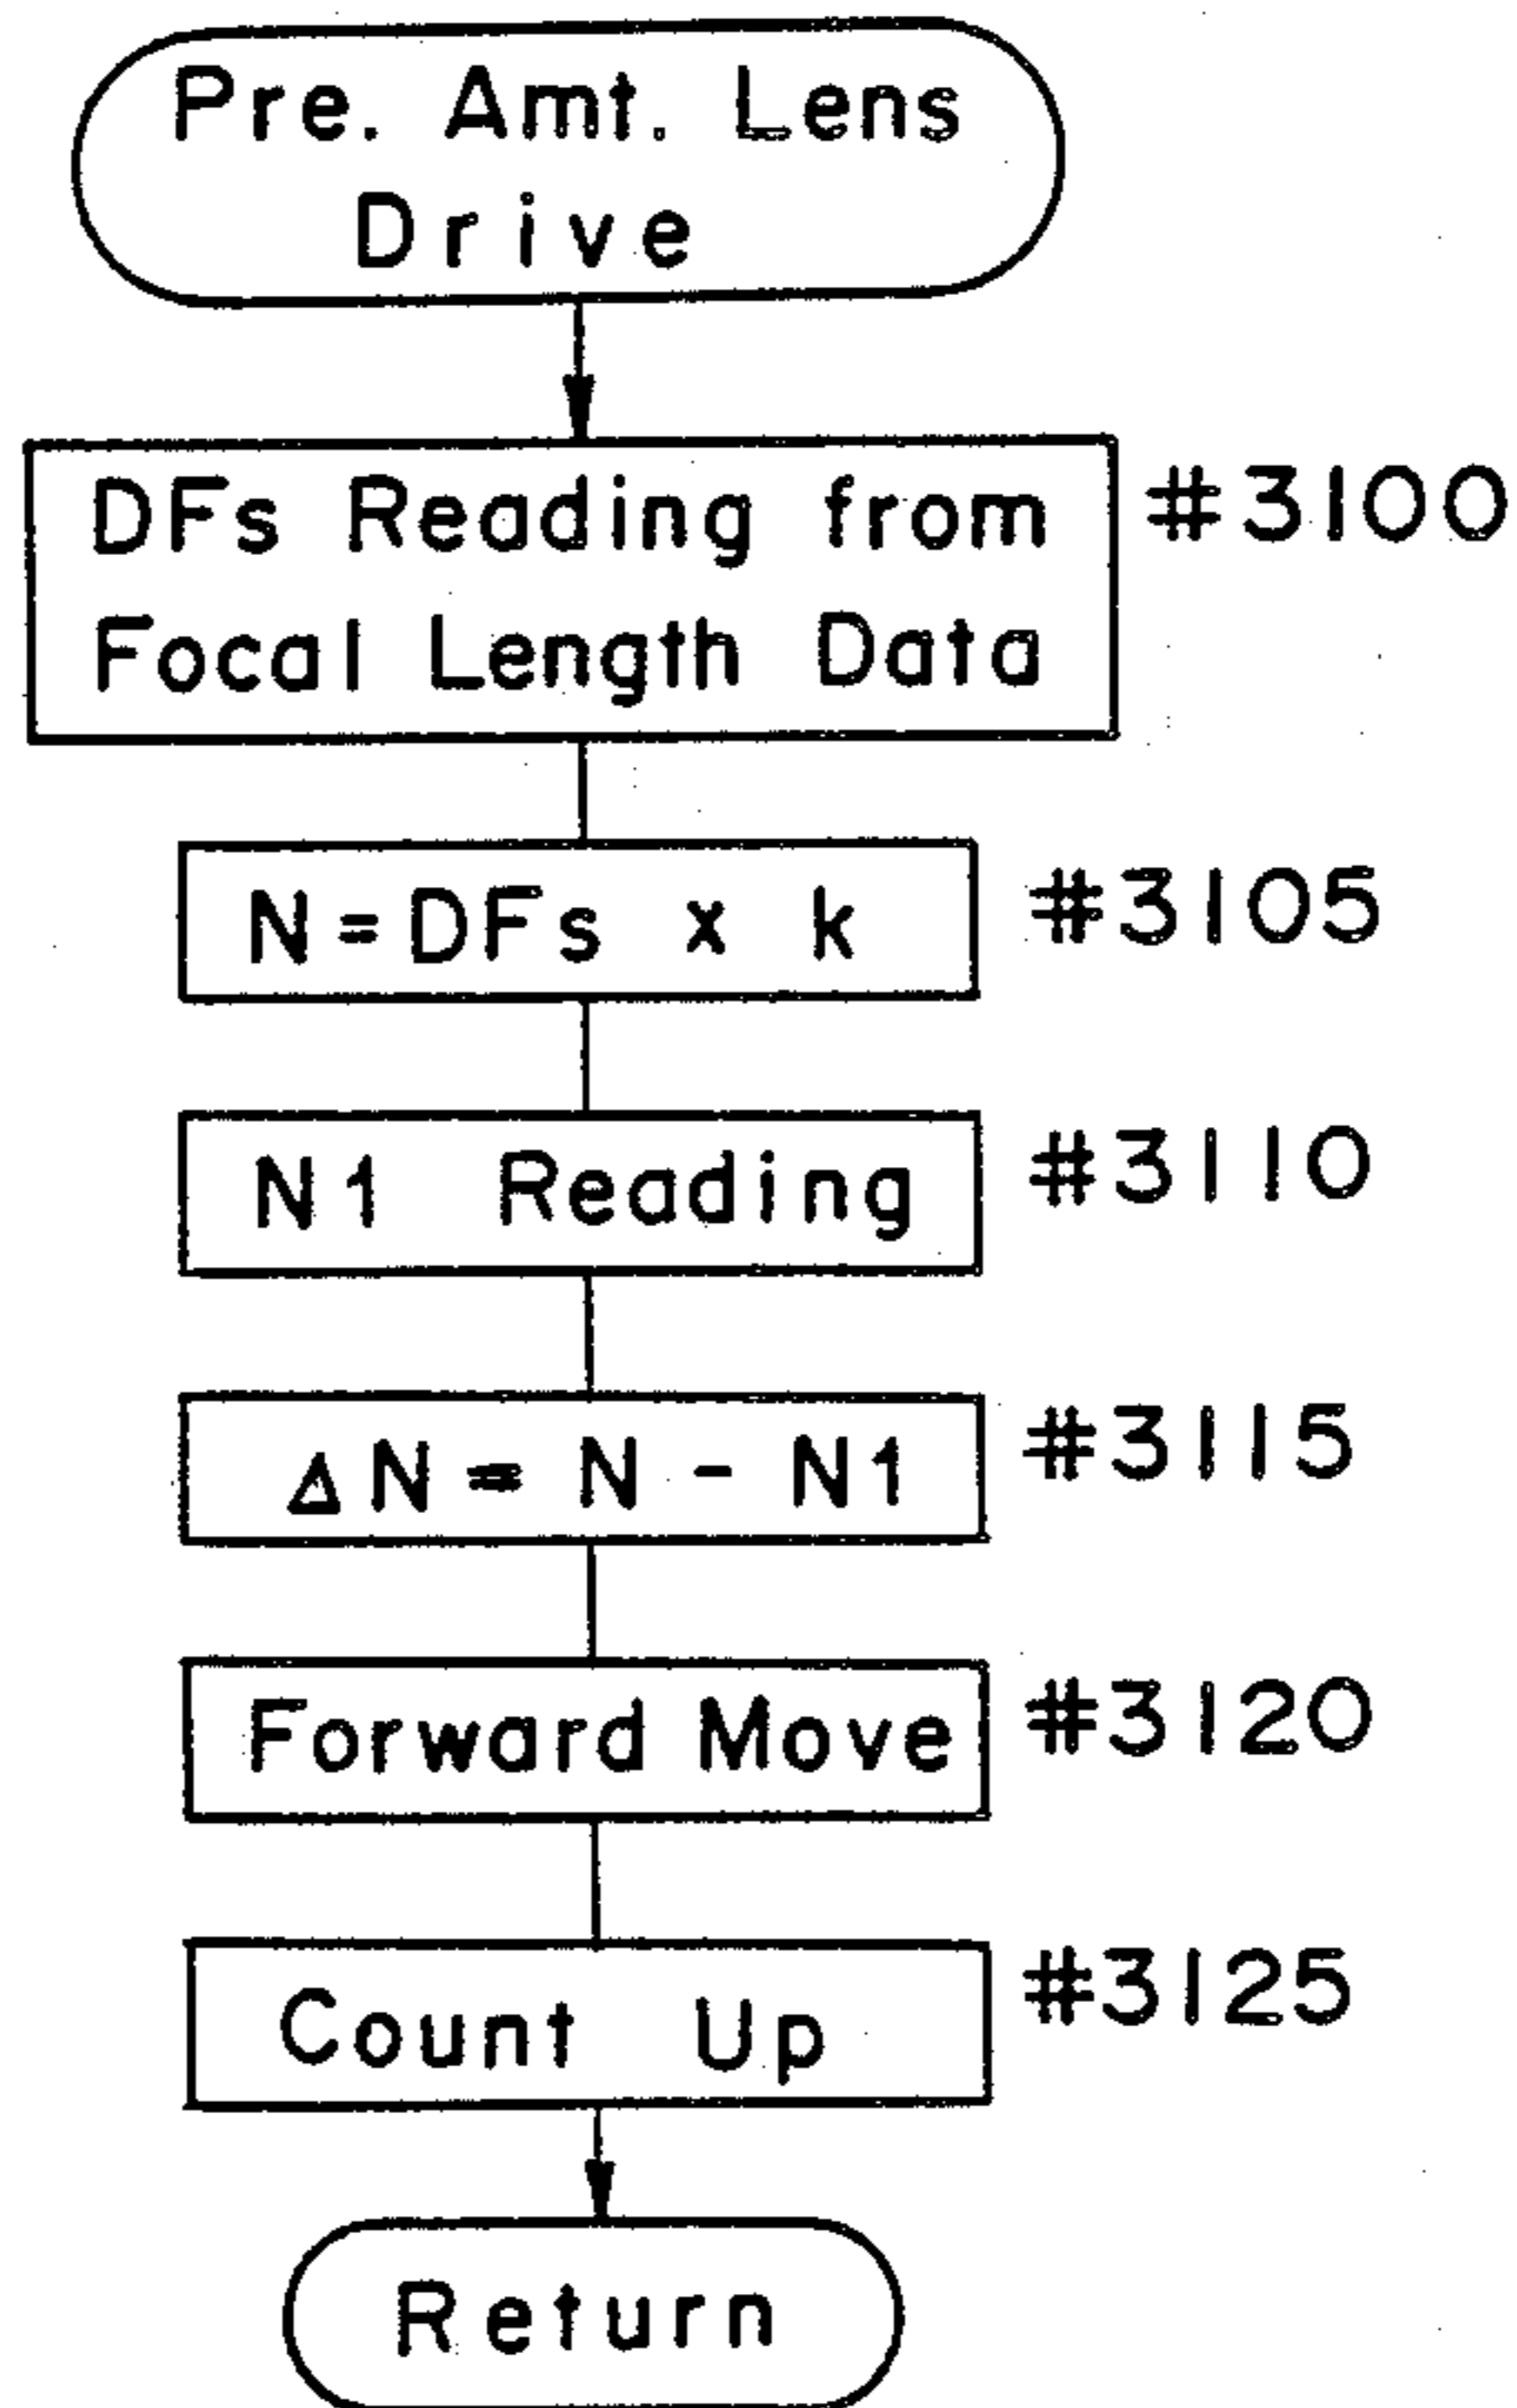 Pre. Amt. Lens
Drive
DFs Reading from #3100
Focal Length Data
N=DFs x k #3105
N1 Reading #3110
ΔN = N - N1 #3115
Forward Move #3120
Count Up #3125
Return